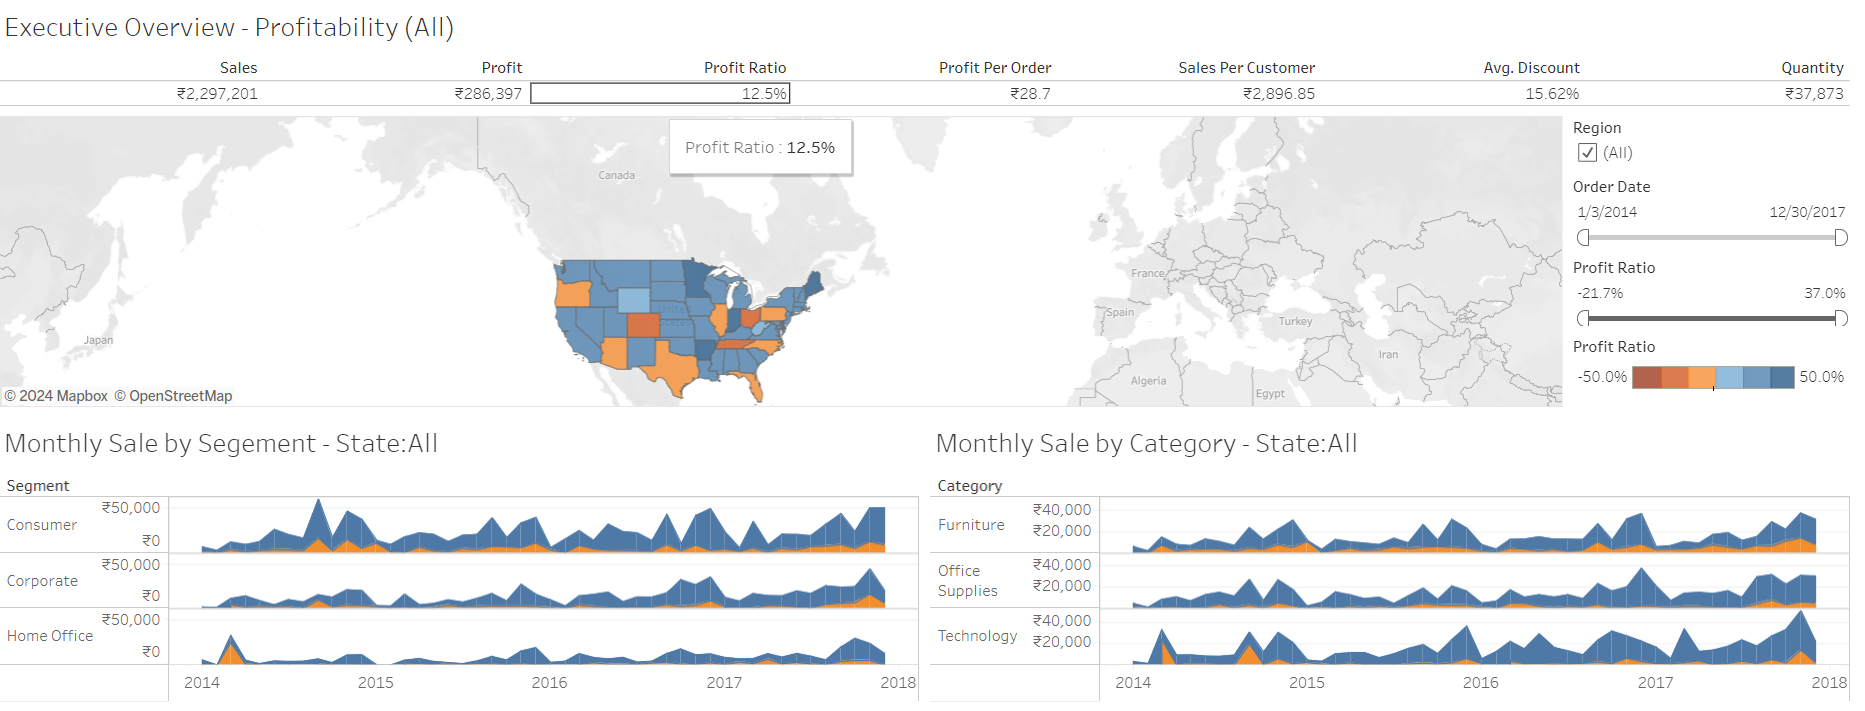 Executive Overview - Profitability (All)
Sales Profit Profit Ratio Profit Per Order Sales Per Customer Avg. Discount Quantity
₹2,297,201 ₹286,397 12.5% ₹28.7 ₹2,896.85 15.62% ₹37,873
Profit Ratio : 12.5%
Canada
United
States
Japan
France
Spain
Turkey
Iran
Algeria
Egypt
© 2024 Mapbox © OpenStreetMap
Region
(All)
Order Date
1/3/2014 12/30/2017
Profit Ratio
-21.7% 37.0%
Profit Ratio
-50.0% 50.0%
Monthly Sale by Segement - State:All
Segment
Consumer
₹50,000
₹0
Corporate
₹50,000
₹0
Home Office
₹50,000
₹0
2014 2015 2016 2017 2018
Monthly Sale by Category - State:All
Category
Furniture
₹40,000
₹20,000
Office
Supplies
₹40,000
₹20,000
Technology
₹40,000
₹20,000
2014 2015 2016 2017 2018